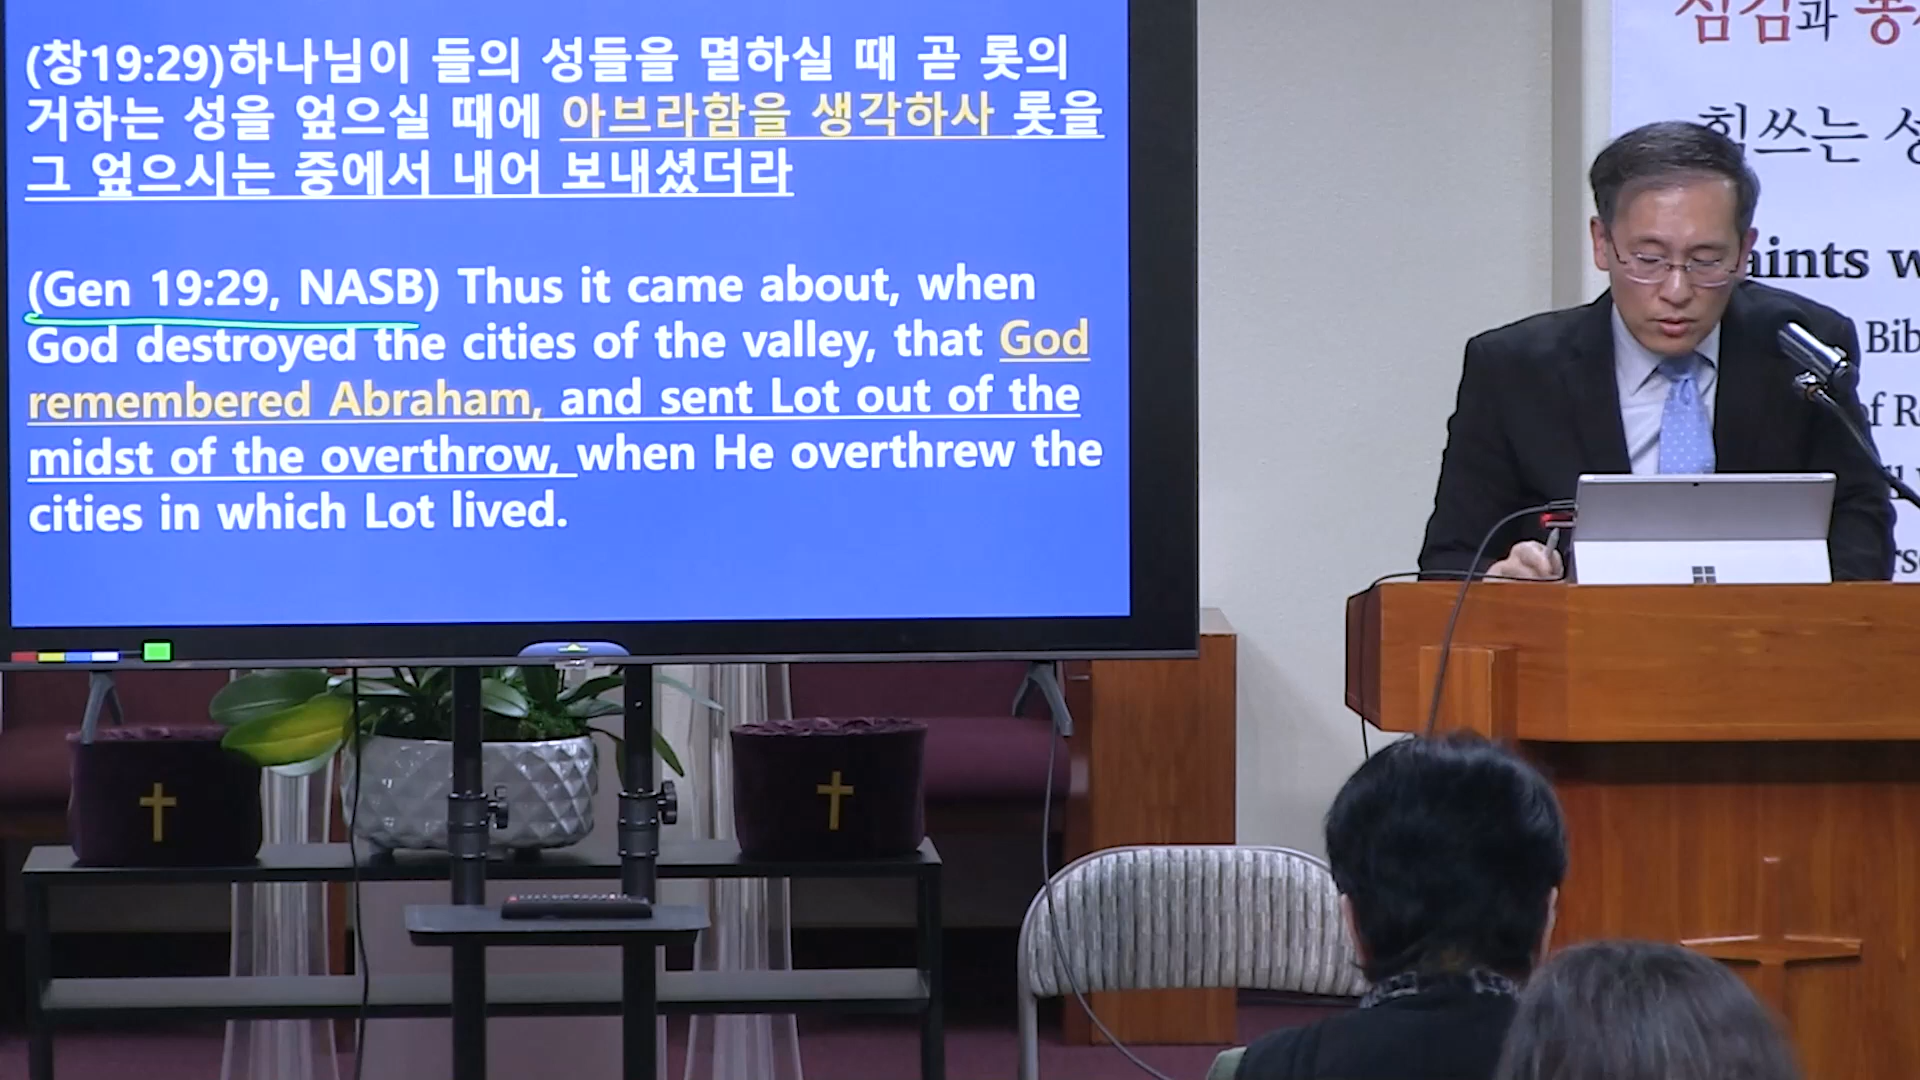 (창19:29)하나님이 들의 성들을 멸하실 때 곧 롯의
거하는 성을 엎으실 때에 아브라함을 생각하사 롯을
그 엎으시는 중에서 내어 보내셨더라
(Gen 19:29, NASB) Thus it came about, when
God destroyed the cities of the valley, that God
remembered Abraham, and sent Lot out of the
midst of the overthrow, when He overthrew the
cities in which Lot lived.
섬김과
힘쓰는 성
aints w
Bib
of R